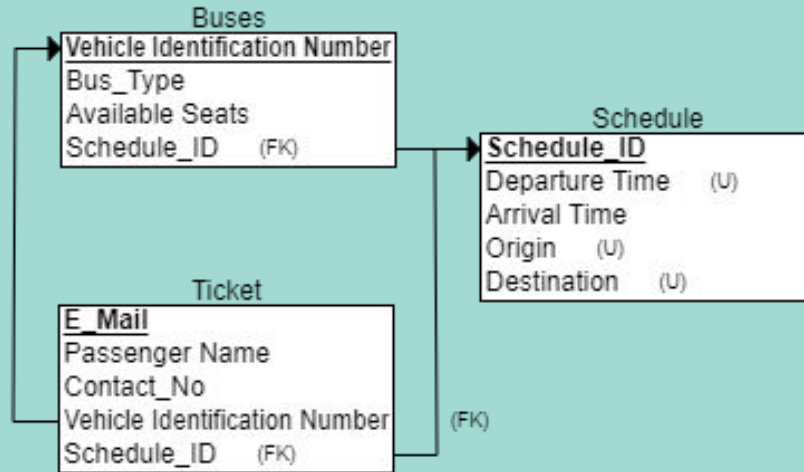 Buses
Vehicle Identification Number
Bus_Type
Available Seats
Schedule_ID (FK)
Schedule
Schedule_ID
Departure Time (U)
Arrival Time
Origin (U)
Destination (U)
Ticket
E_Mail
Passenger Name
Contact_No
Vehicle Identification Number (FK)
Schedule_ID (FK)